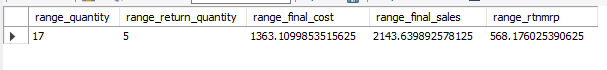 range_quantity range_return_quantity range_final_cost range_final_sales range_rtnmrp
17 5 1363.1099853515625 2143.639892578125 568.176025390625